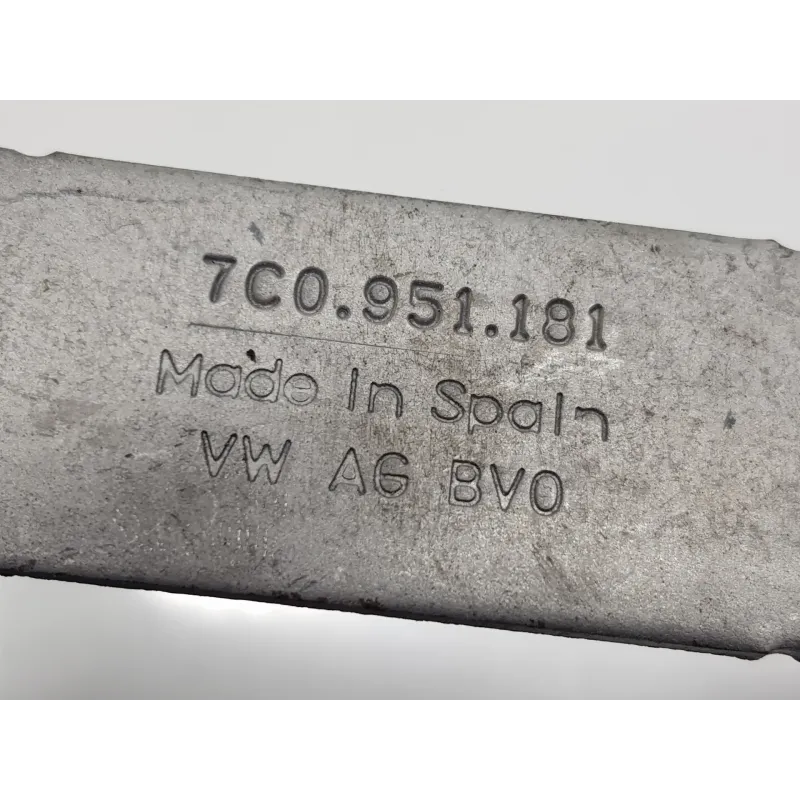 7C0.951.181
Made in Spain
VW AG BV0